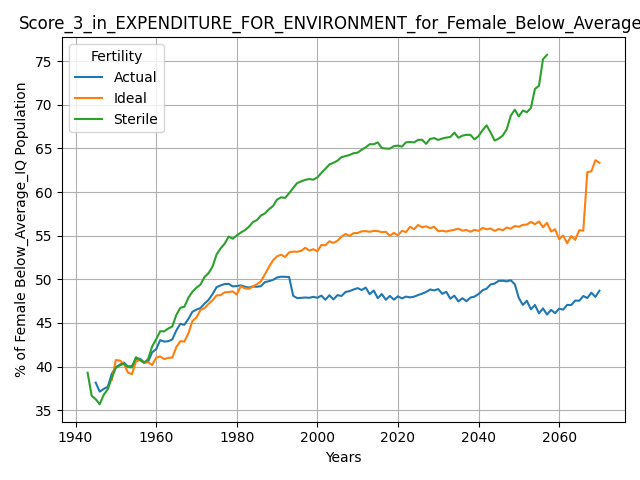 Score_3_in_EXPENDITURE_FOR_ENVIRONMENT_for_Female_Below_Average
Fertility
Actual
Ideal
Sterile
% of Female Below_Average_IQ Population
75
70
65
60
55
50
45
40
35
1940 1960 1980 2000 2020 2040 2060
Years